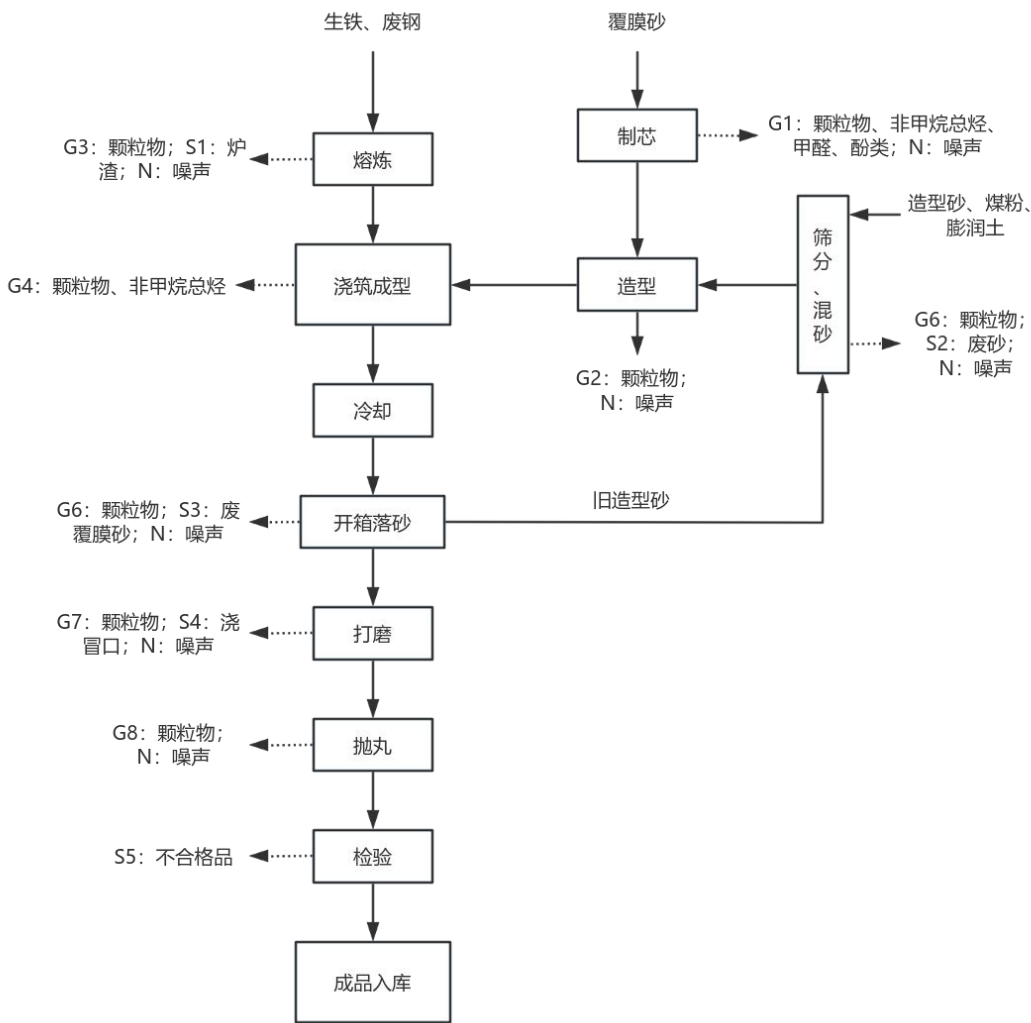 生铁、废钢
覆膜砂
G3：颗粒物；S1：炉
渣；N：噪声
熔炼
制芯
G1：颗粒物、非甲烷总烃、
甲醛、酚类；N：噪声
造型砂、煤粉、
膨润土
筛
分
、
混
砂
G4：颗粒物、非甲烷总烃
浇筑成型
造型
G6：颗粒物；
S2：废砂；
N：噪声
G2：颗粒物；
N：噪声
冷却
G6：颗粒物；S3：废
覆膜砂；N：噪声
开箱落砂
旧造型砂
G7：颗粒物；S4：浇
冒口；N：噪声
打磨
G8：颗粒物；
N：噪声
抛丸
S5：不合格品
检验
成品入库